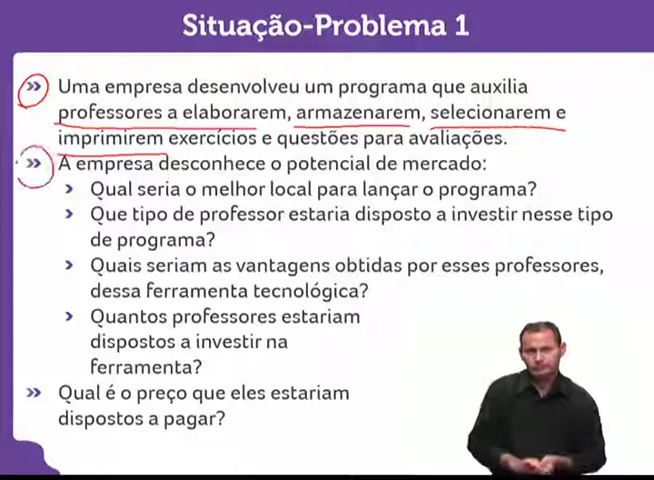 Situação-Problema 1
» Uma empresa desenvolveu um programa que auxilia
professores a elaborarem, armazenarem, selecionarem e
imprimirem exercícios e questões para avaliações.
» A empresa desconhece o potencial de mercado:
› Qual seria o melhor local para lançar o programa?
› Que tipo de professor estaria disposto a investir nesse tipo
de programa?
› Quais seriam as vantagens obtidas por esses professores,
dessa ferramenta tecnológica?
› Quantos professores estariam
dispostos a investir na
ferramenta?
» Qual é o preço que eles estariam
dispostos a pagar?